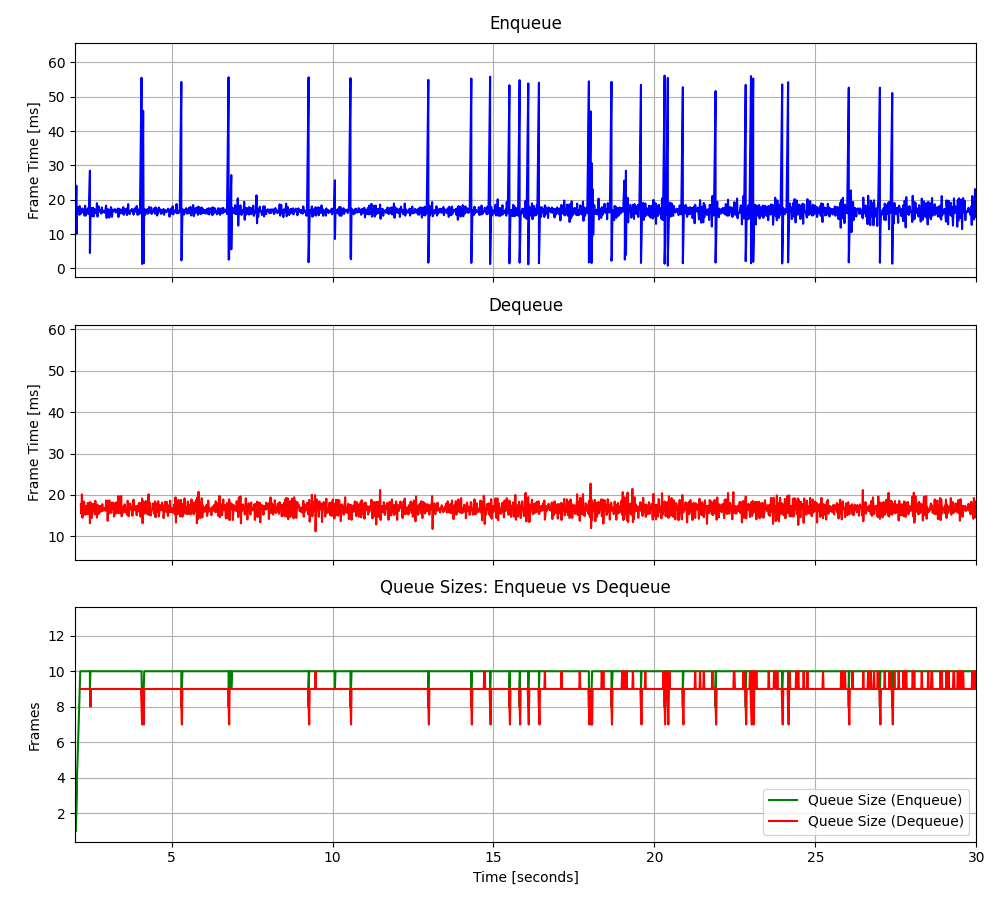 Enqueue
Frame Time [ms]
60
50
40
30
20
10
0
Dequeue
Frame Time [ms]
60
50
40
30
20
10
Queue Sizes: Enqueue vs Dequeue
Frames
12
10
8
6
4
2
Queue Size (Enqueue)
Queue Size (Dequeue)
5 10 15 20 25 30
Time [seconds]